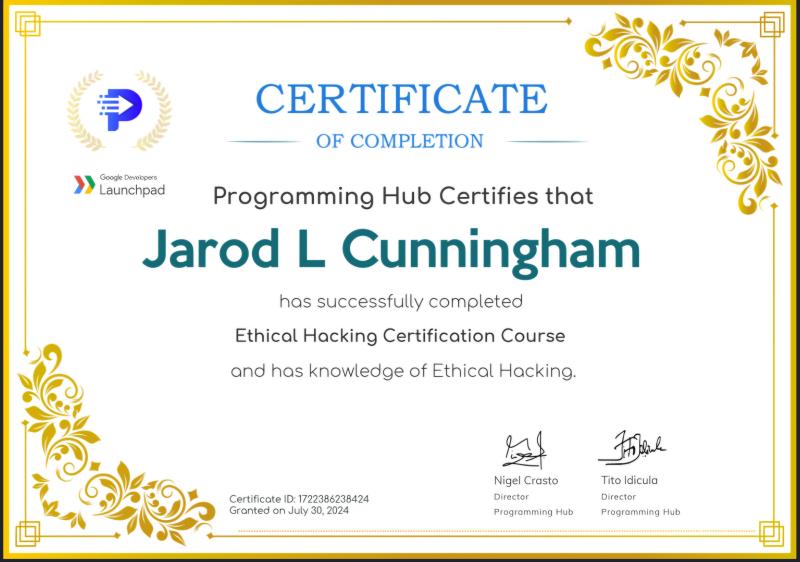 CERTIFICATE
OF COMPLETION
Google Developers
Launchpad
Programming Hub Certifies that
Jarod L Cunningham
has successfully completed
Ethical Hacking Certification Course
and has knowledge of Ethical Hacking.
Nigel Crasto
Director
Programming Hub
Tito Idicula
Director
Programming Hub
Certificate ID: 1722386238424
Granted on July 30, 2024